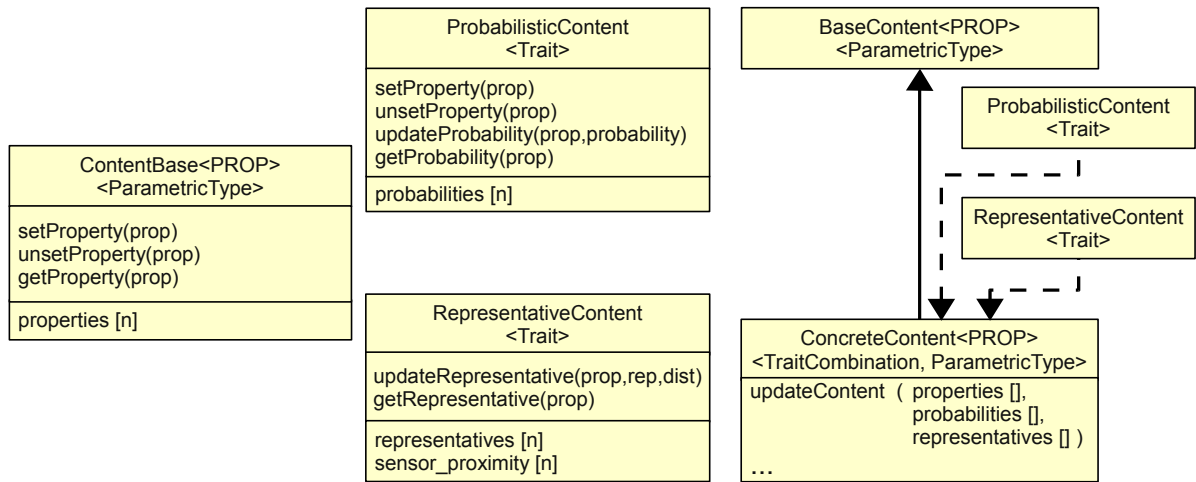 ContentBase<PROP>
<ParametricType>
setProperty(prop)
unsetProperty(prop)
getProperty(prop)
properties [n]
ProbabilisticContent
<Trait>
setProperty(prop)
unsetProperty(prop)
updateProbability(prop,probability)
getProbability(prop)
probabilities [n]
RepresentativeContent
<Trait>
updateRepresentative(prop,rep,dist)
getRepresentative(prop)
representatives [n]
sensor_proximity [n]
BaseContent<PROP>
<ParametricType>
ProbabilisticContent
<Trait>
RepresentativeContent
<Trait>
ConcreteContent<PROP>
<TraitCombination, ParametricType>
updateContent ( properties [],
probabilities [],
representatives [] )
...